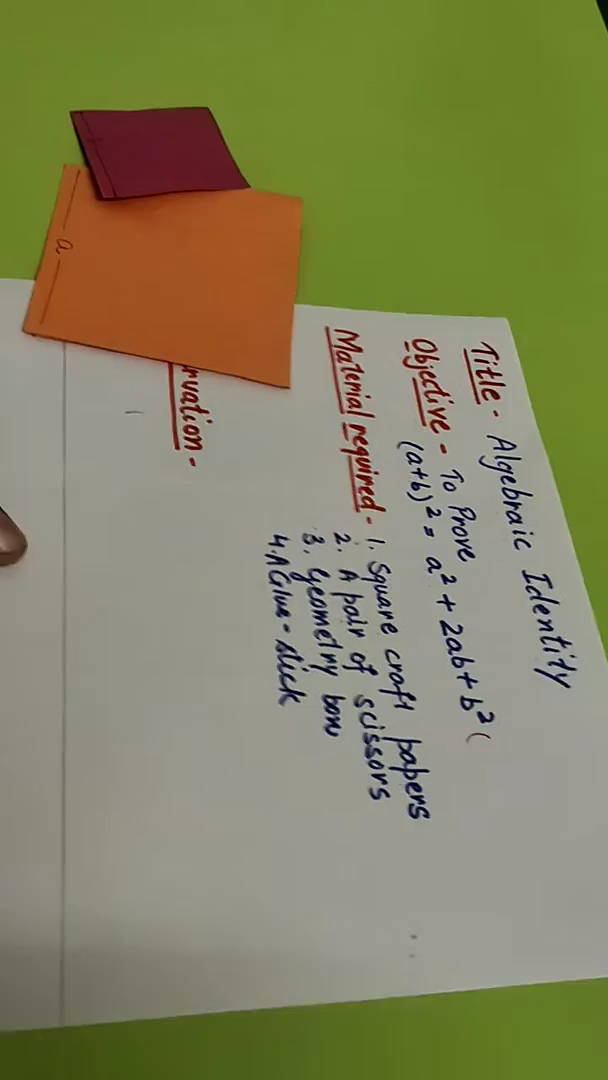 Title - Algebraic Identity
Objective - To Prove
(a+b)² = a² + 2ab + b² (
Material required - 1. Square craft papers
2. A pair of scissors
3. Geometry box
4. A Glue-stick
rvation -
a